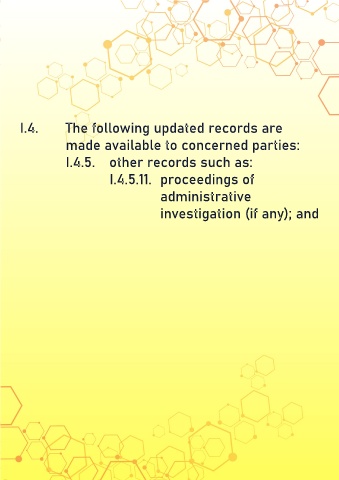 I.4. The following updated records are
made available to concerned parties:
I.4.5. other records such as:
I.4.5.11. proceedings of
administrative
investigation (if any); and